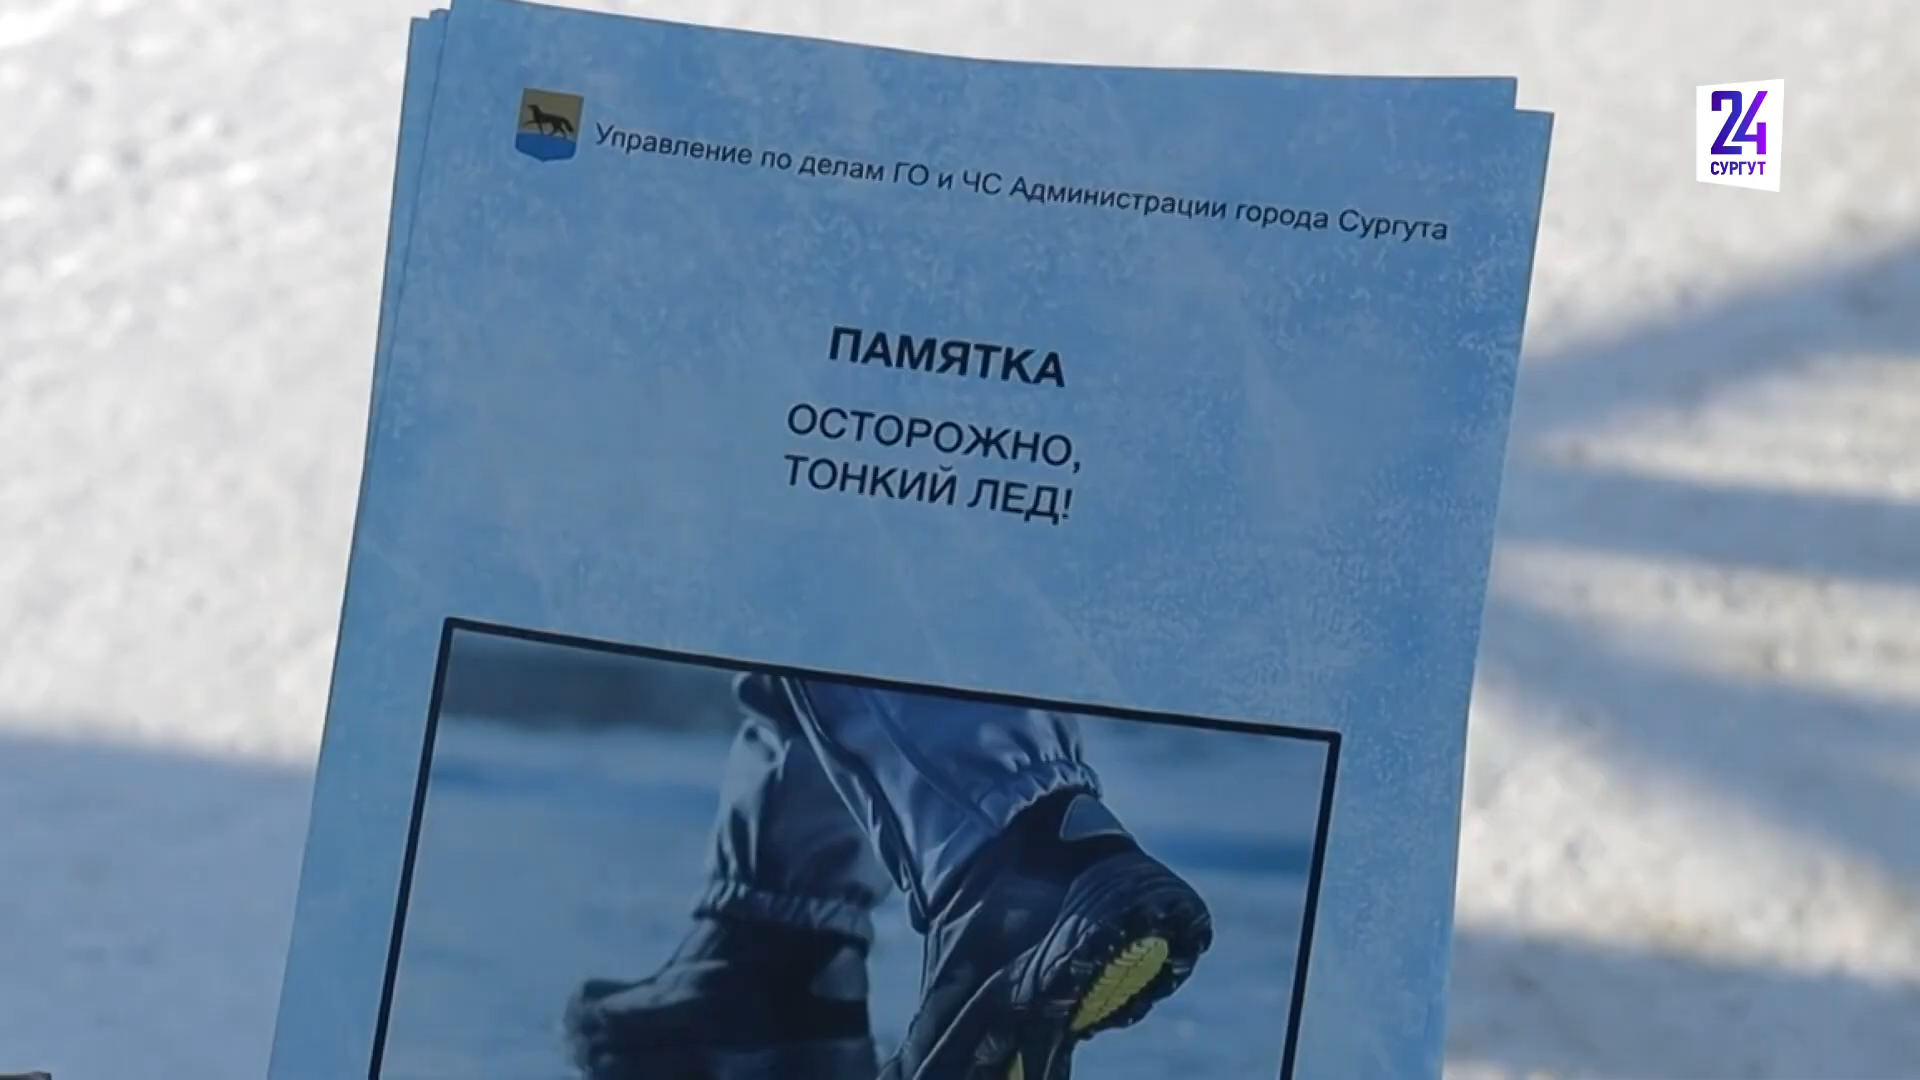 Управление по делам ГО и ЧС Администрации города Сургута
24
СУРГУТ
ПАМЯТКА
ОСТОРОЖНО,
ТОНКИЙ ЛЕД!